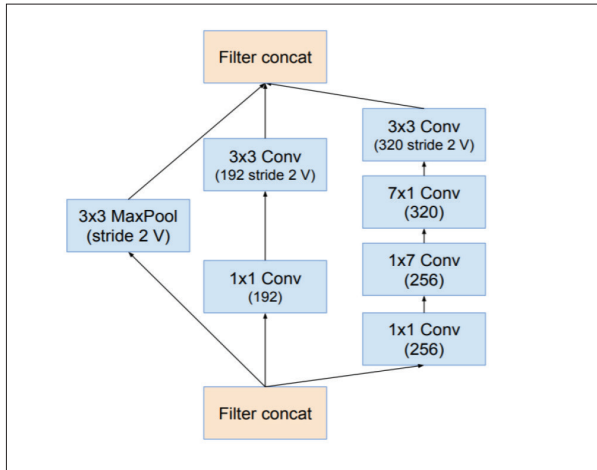 Filter concat
3x3 Conv
(320 stride 2 V)
3x3 Conv
(192 stride 2 V)
7x1 Conv
(320)
3x3 MaxPool
(stride 2 V)
1x7 Conv
(256)
1x1 Conv
(192)
1x1 Conv
(256)
Filter concat